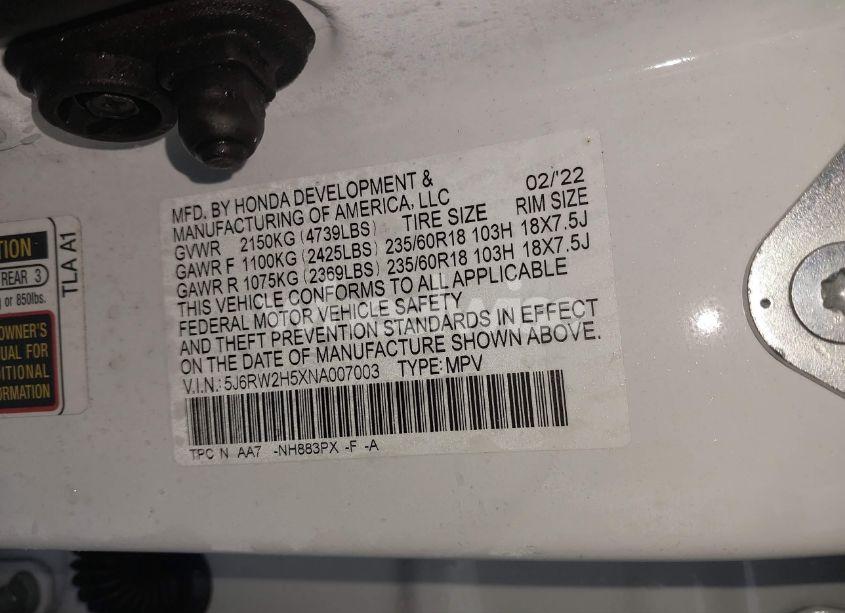 MFD. BY HONDA DEVELOPMENT & 02/'22
MANUFACTURING OF AMERICA, LLC
GVWR 2150KG (4739LBS) TIRE SIZE RIM SIZE
GAWR F 1100KG (2425LBS) 235/60R18 103H 18X7.5J
GAWR R 1075KG (2369LBS) 235/60R18 103H 18X7.5J
THIS VEHICLE CONFORMS TO ALL APPLICABLE
FEDERAL MOTOR VEHICLE SAFETY
AND THEFT PREVENTION STANDARDS IN EFFECT
ON THE DATE OF MANUFACTURE SHOWN ABOVE.
V.I.N.: 5J6RW2H5XNA007003 TYPE: MPV
TPC N AA7 -NH883PX -F -A
TION
REAR 3
or 850lbs.
OWNER'S
UAL FOR
ITIONAL
ORMATION
TLA A1